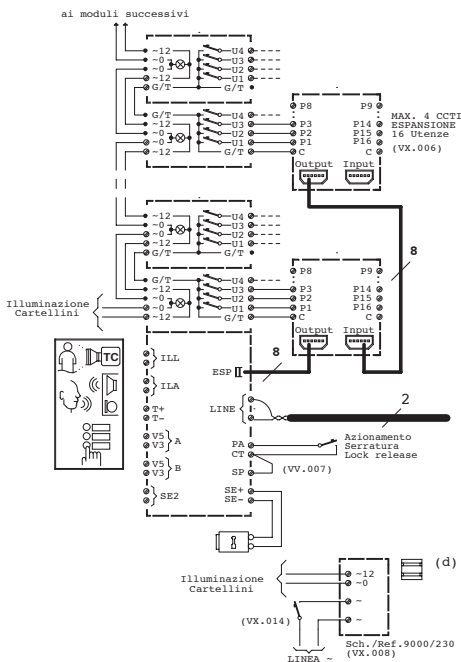 ai moduli successivi
~12 U4
~0 U3
~0 U2
~12 U1
G/T G/T
G/T U4
~12 U3
~0 U2
~0 U1
~12 G/T
P8 P9
P3 P14
P2 P15
P1 P16
C C
Output Input
MAX. 4 CCTI
ESPANSIONE
16 Utenze
(VX.006)
8
~12 U4
~0 U3
~0 U2
~12 U1
G/T G/T
G/T U4
~12 U3
~0 U2
~0 U1
~12 G/T
P8 P9
P3 P14
P2 P15
P1 P16
C C
Output Input
Illuminazione
Cartellini
TC
ILL
ESP
8
ILA
LINE
2
T+
T-
V5
V3
A
PA
CT
Azionamento
Serratura
Lock release
V5
V3
B
SP
(VV.007)
SE2
SE+
SE-
Illuminazione
Cartellini
~12
~0
~
~
(d)
(VX.014)
LINEA ~
Sch./Ref.9000/230
(VX.008)